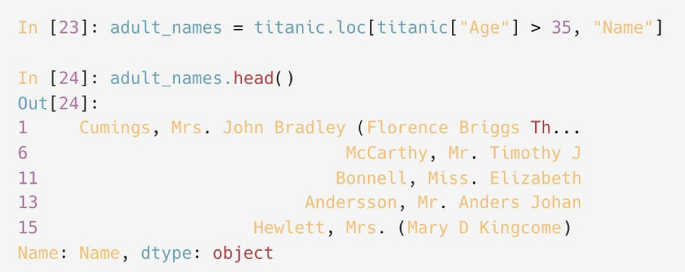 In [23]: adult_names = titanic.loc[titanic["Age"] > 35, "Name"]
In [24]: adult_names.head()
Out[24]:
1 Cumings, Mrs. John Bradley (Florence Briggs Th...
6 McCarthy, Mr. Timothy J
11 Bonnell, Miss. Elizabeth
13 Andersson, Mr. Anders Johan
15 Hewlett, Mrs. (Mary D Kingcome)
Name: Name, dtype: object